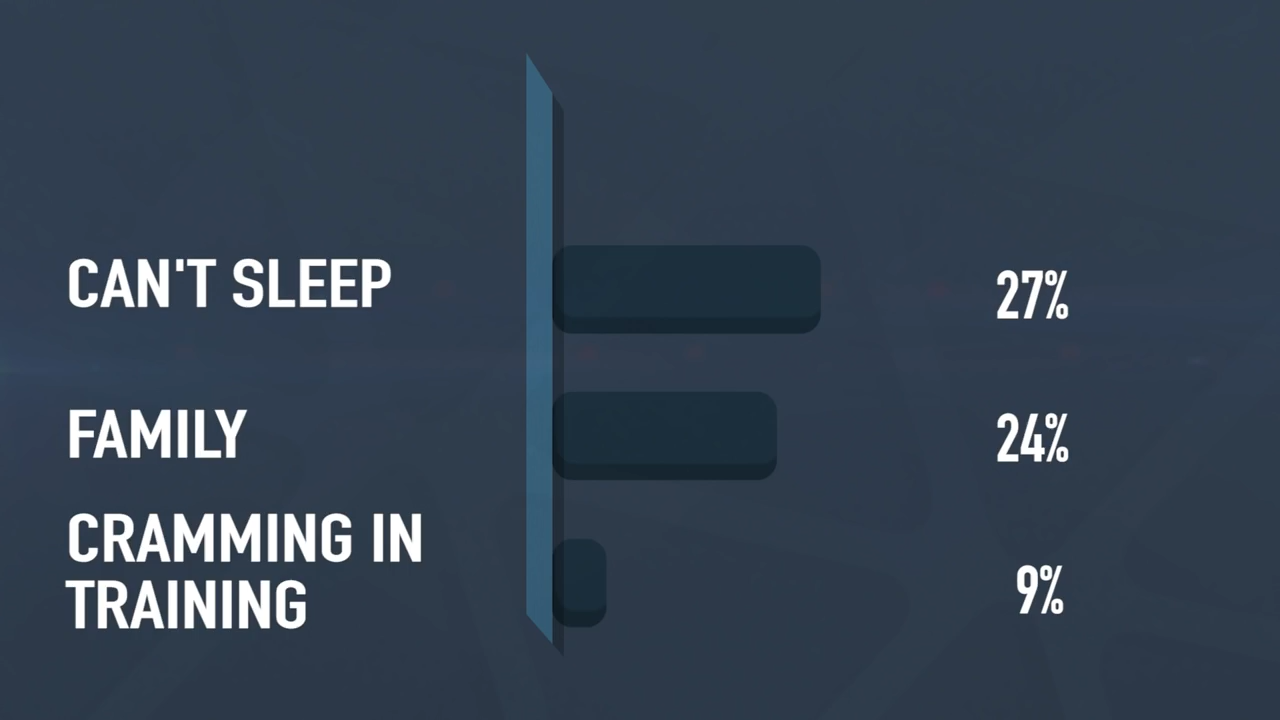 CAN'T SLEEP
27%
FAMILY
24%
CRAMMING IN
TRAINING
9%